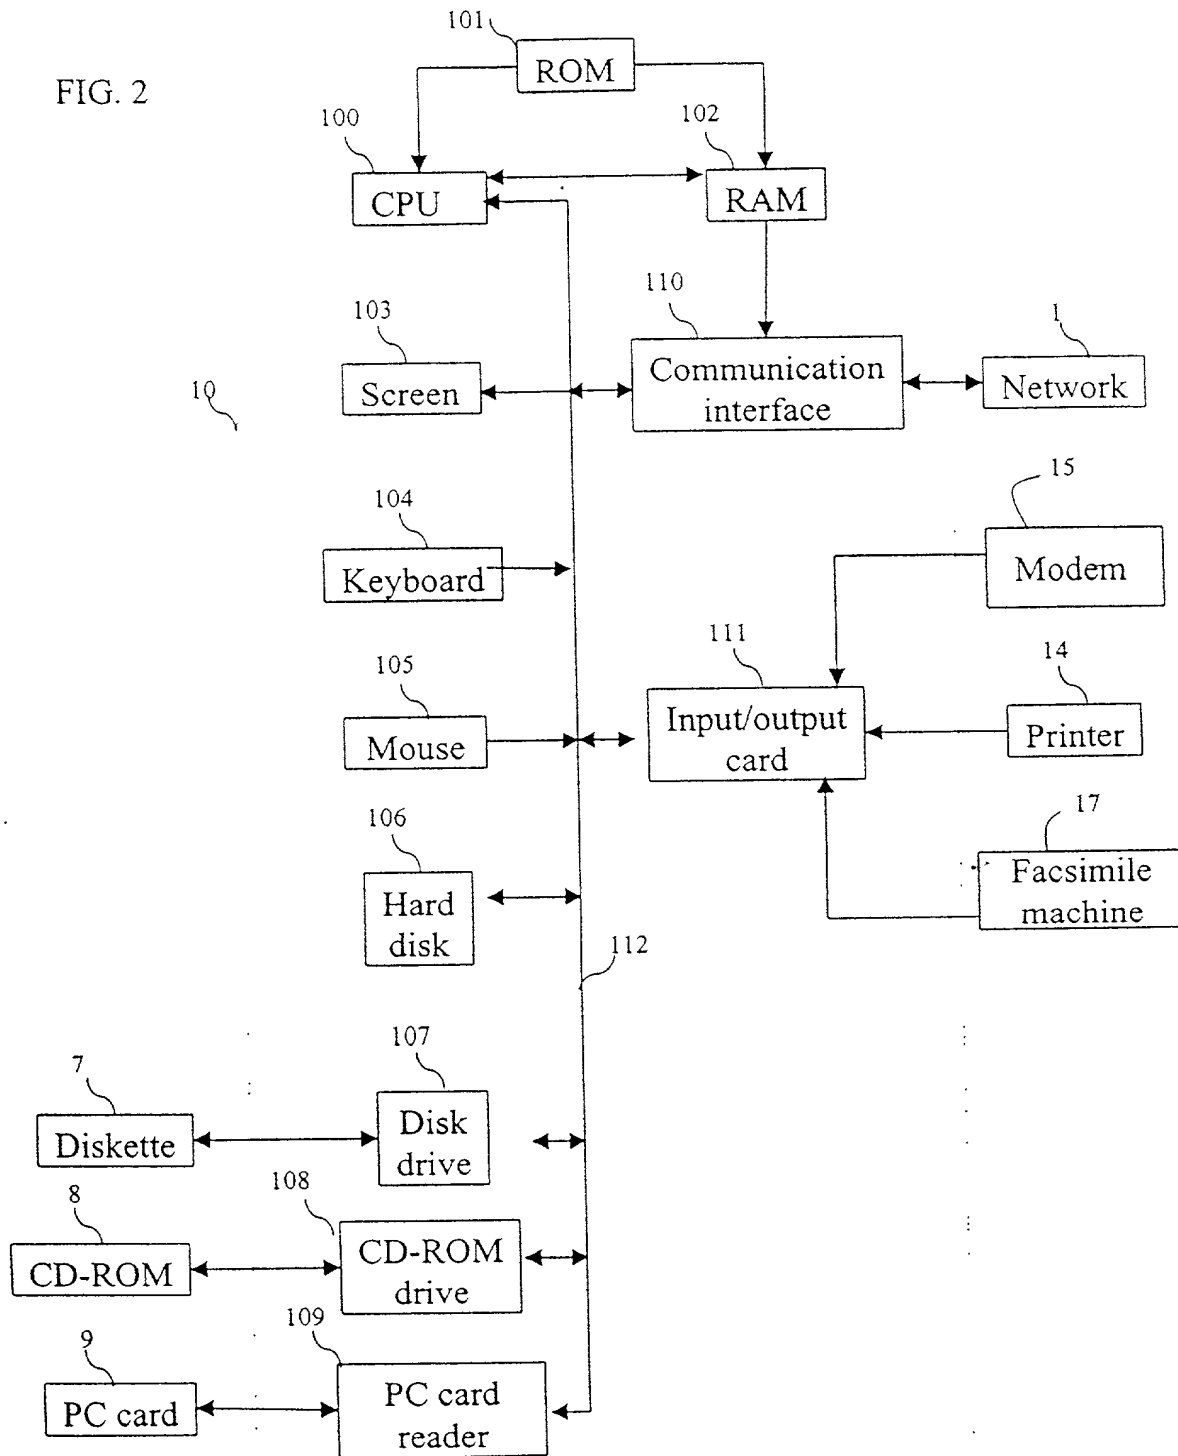 101
ROM
FIG. 2
100
102
CPU
RAM
103
110
1
Screen
Communication
interface
Network
10
104
15
Keyboard
Modem
105
111
14
Mouse
Input/output
card
Printer
106
17
Hard
disk
Facsimile
machine
112
7
107
Diskette
Disk
drive
8
108
CD-ROM
CD-ROM
drive
9
109
PC card
PC card
reader